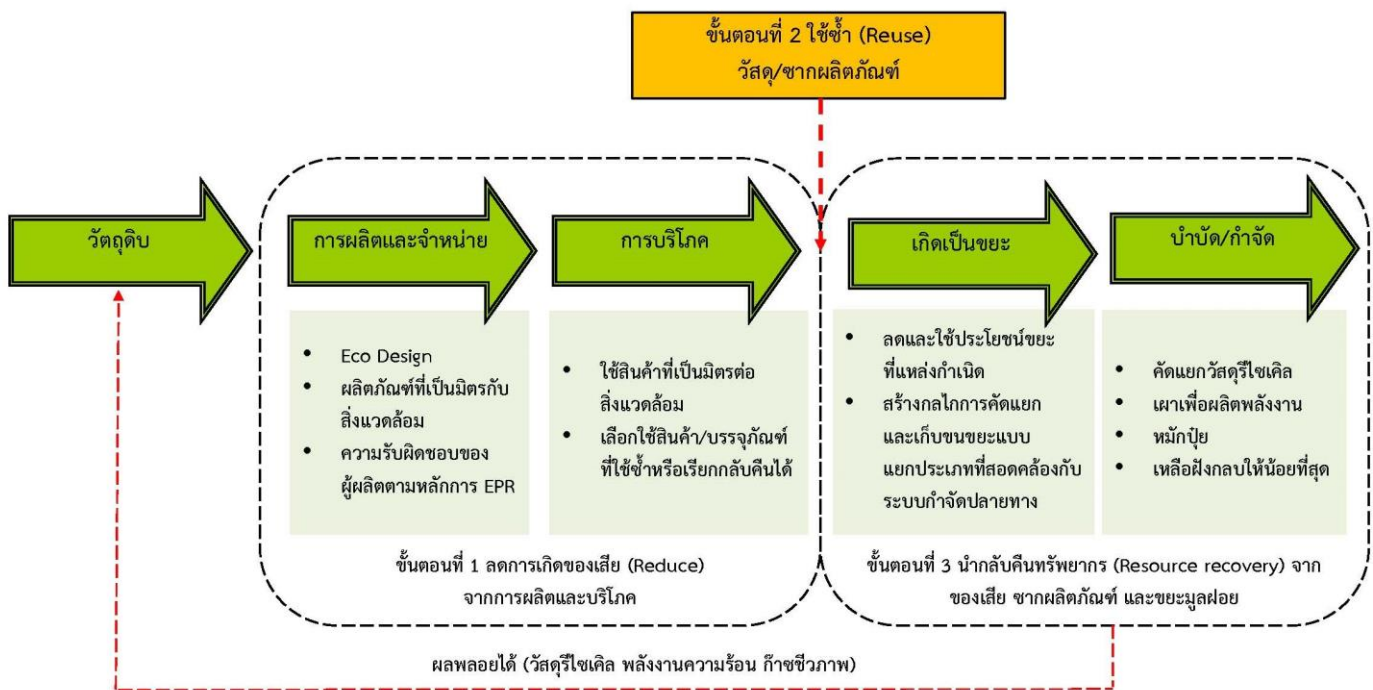 ขั้นตอนที่ 2 ใช้ซ้ำ (Reuse)
วัสดุ/ซากผลิตภัณฑ์
วัตถุดิบ
การผลิตและจำหน่าย
การบริโภค
เกิดเป็นขยะ
บำบัด/กำจัด
• Eco Design
• ผลิตภัณฑ์ที่เป็นมิตรกับ
สิ่งแวดล้อม
• ความรับผิดชอบของ
ผู้ผลิตตามหลักการ EPR
• ใช้สินค้าที่เป็นมิตรต่อ
สิ่งแวดล้อม
• เลือกใช้สินค้า/บรรจุภัณฑ์
ที่ใช้ซ้ำหรือเรียกกลับคืนได้
• ลดและใช้ประโยชน์ขยะ
ที่แหล่งกำเนิด
• สร้างกลไกการคัดแยก
และเก็บขนขยะแบบ
แยกประเภทที่สอดคล้องกับ
ระบบกำจัดปลายทาง
• คัดแยกวัสดุรีไซเคิล
• เผาเพื่อผลิตพลังงาน
• หมักปุ๋ย
• เหลือฝังกลบให้น้อยที่สุด
ขั้นตอนที่ 1 ลดการเกิดของเสีย (Reduce)
จากการผลิตและบริโภค
ขั้นตอนที่ 3 นำกลับคืนทรัพยากร (Resource recovery) จาก
ของเสีย ซากผลิตภัณฑ์ และขยะมูลฝอย
ผลพลอยได้ (วัสดุรีไซเคิล พลังงานความร้อน ก๊าซชีวภาพ)